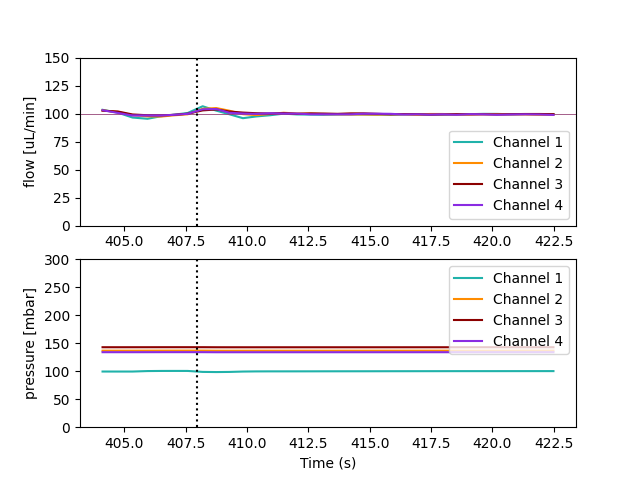 150
125
100
75
50
25
0
flow [uL/min]
Channel 1
Channel 2
Channel 3
Channel 4
405.0 407.5 410.0 412.5 415.0 417.5 420.0 422.5
300
250
200
150
100
50
0
pressure [mbar]
Channel 1
Channel 2
Channel 3
Channel 4
405.0 407.5 410.0 412.5 415.0 417.5 420.0 422.5
Time (s)